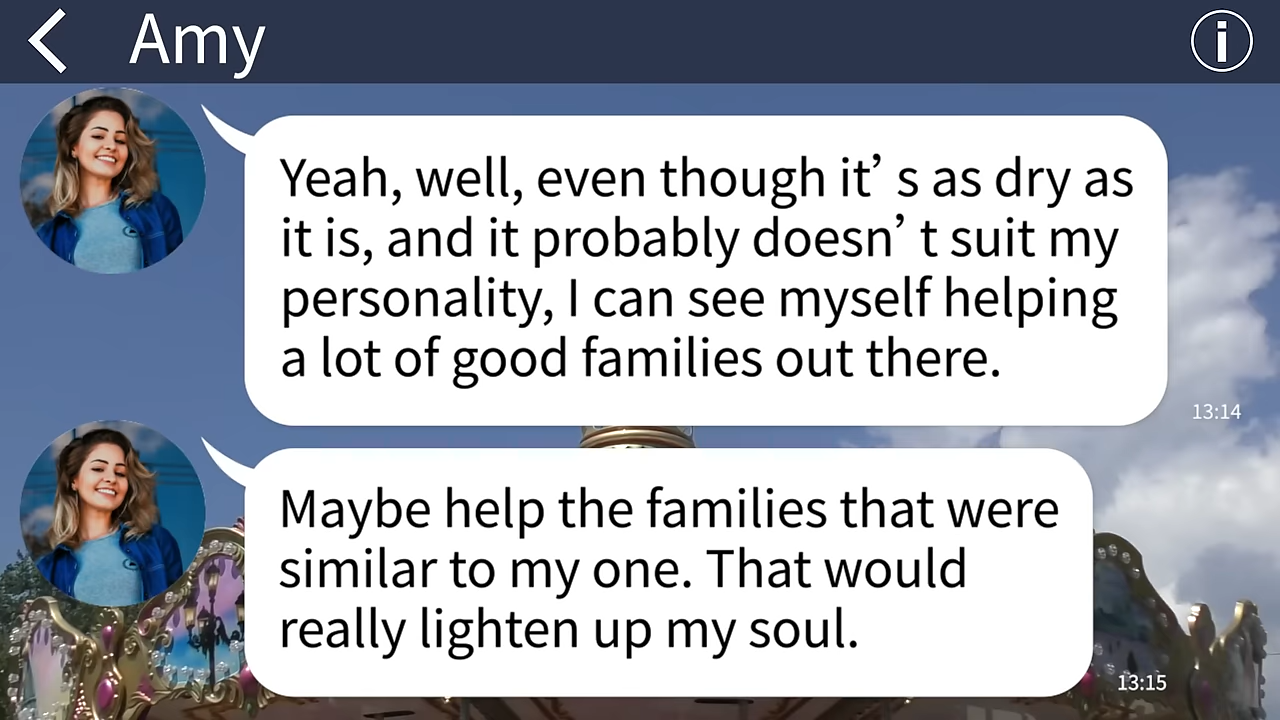 Amy
Yeah, well, even though it’ s as dry as
it is, and it probably doesn’ t suit my
personality, I can see myself helping
a lot of good families out there.
13:14
Maybe help the families that were
similar to my one. That would
really lighten up my soul.
13:15